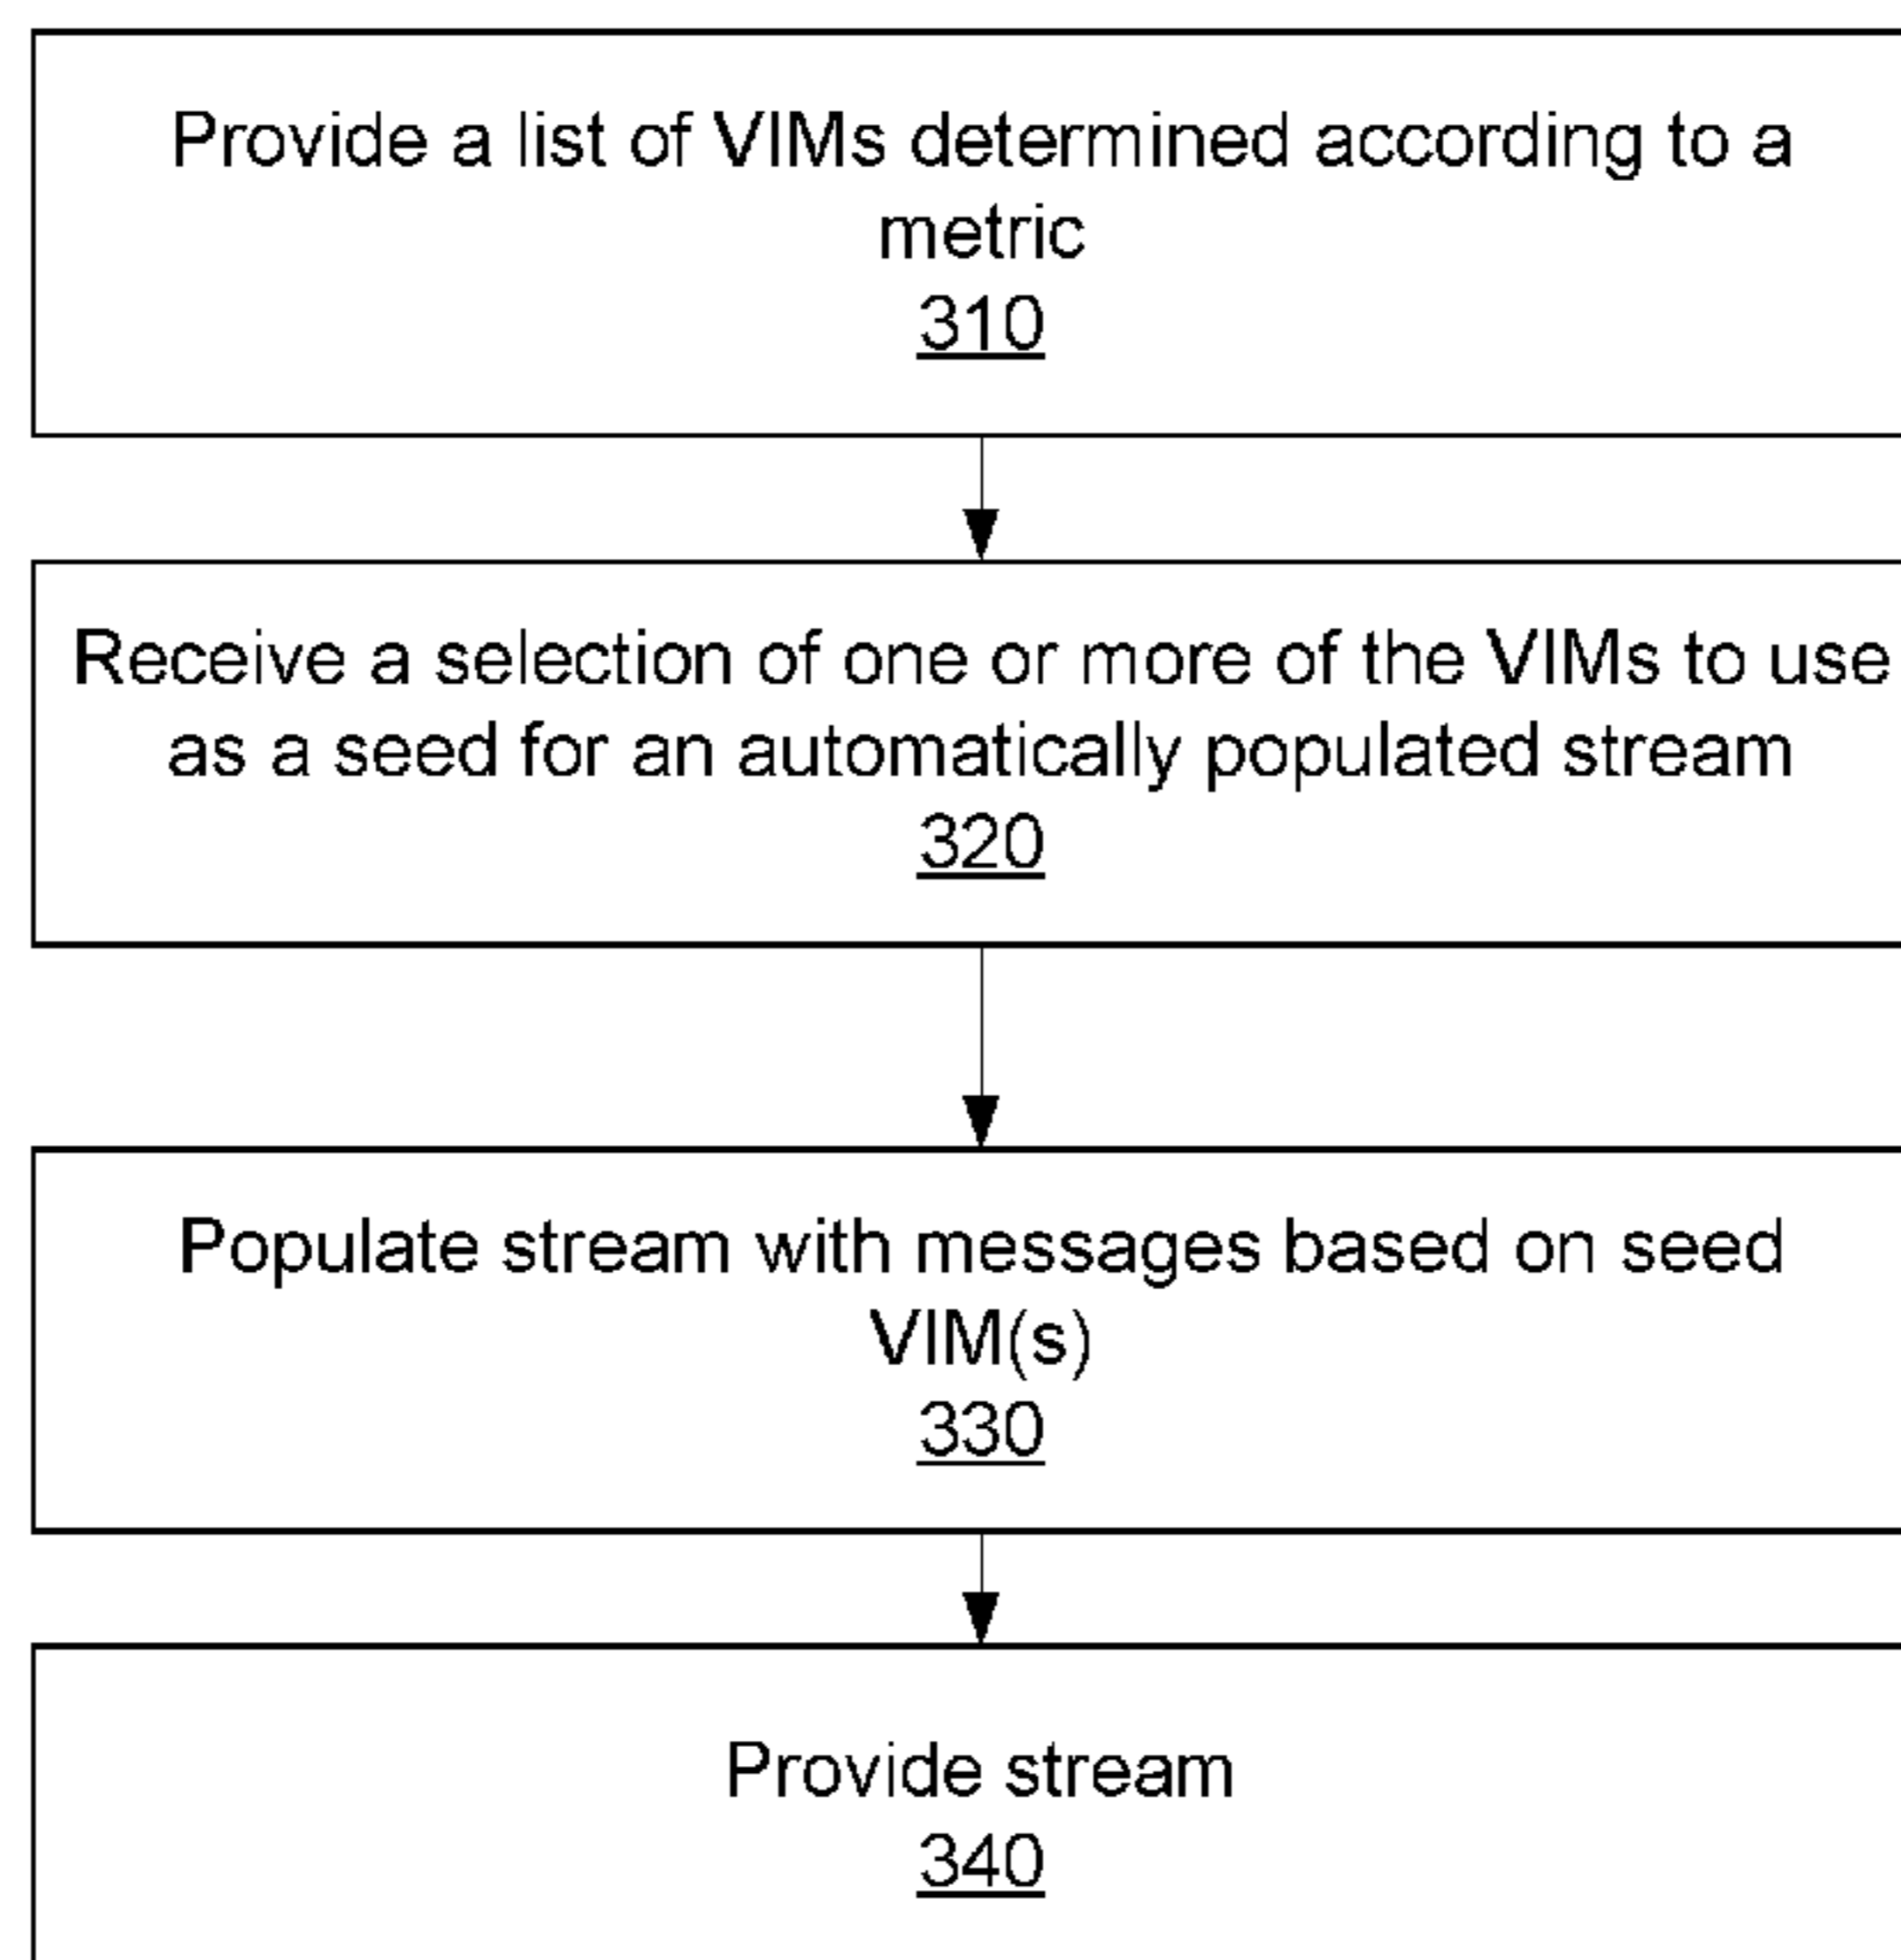 Provide a list of VIMs determined according to a
metric
310
Receive a selection of one or more of the VIMs to use
as a seed for an automatically populated stream
320
Populate stream with messages based on seed
VIM(s)
330
Provide stream
340